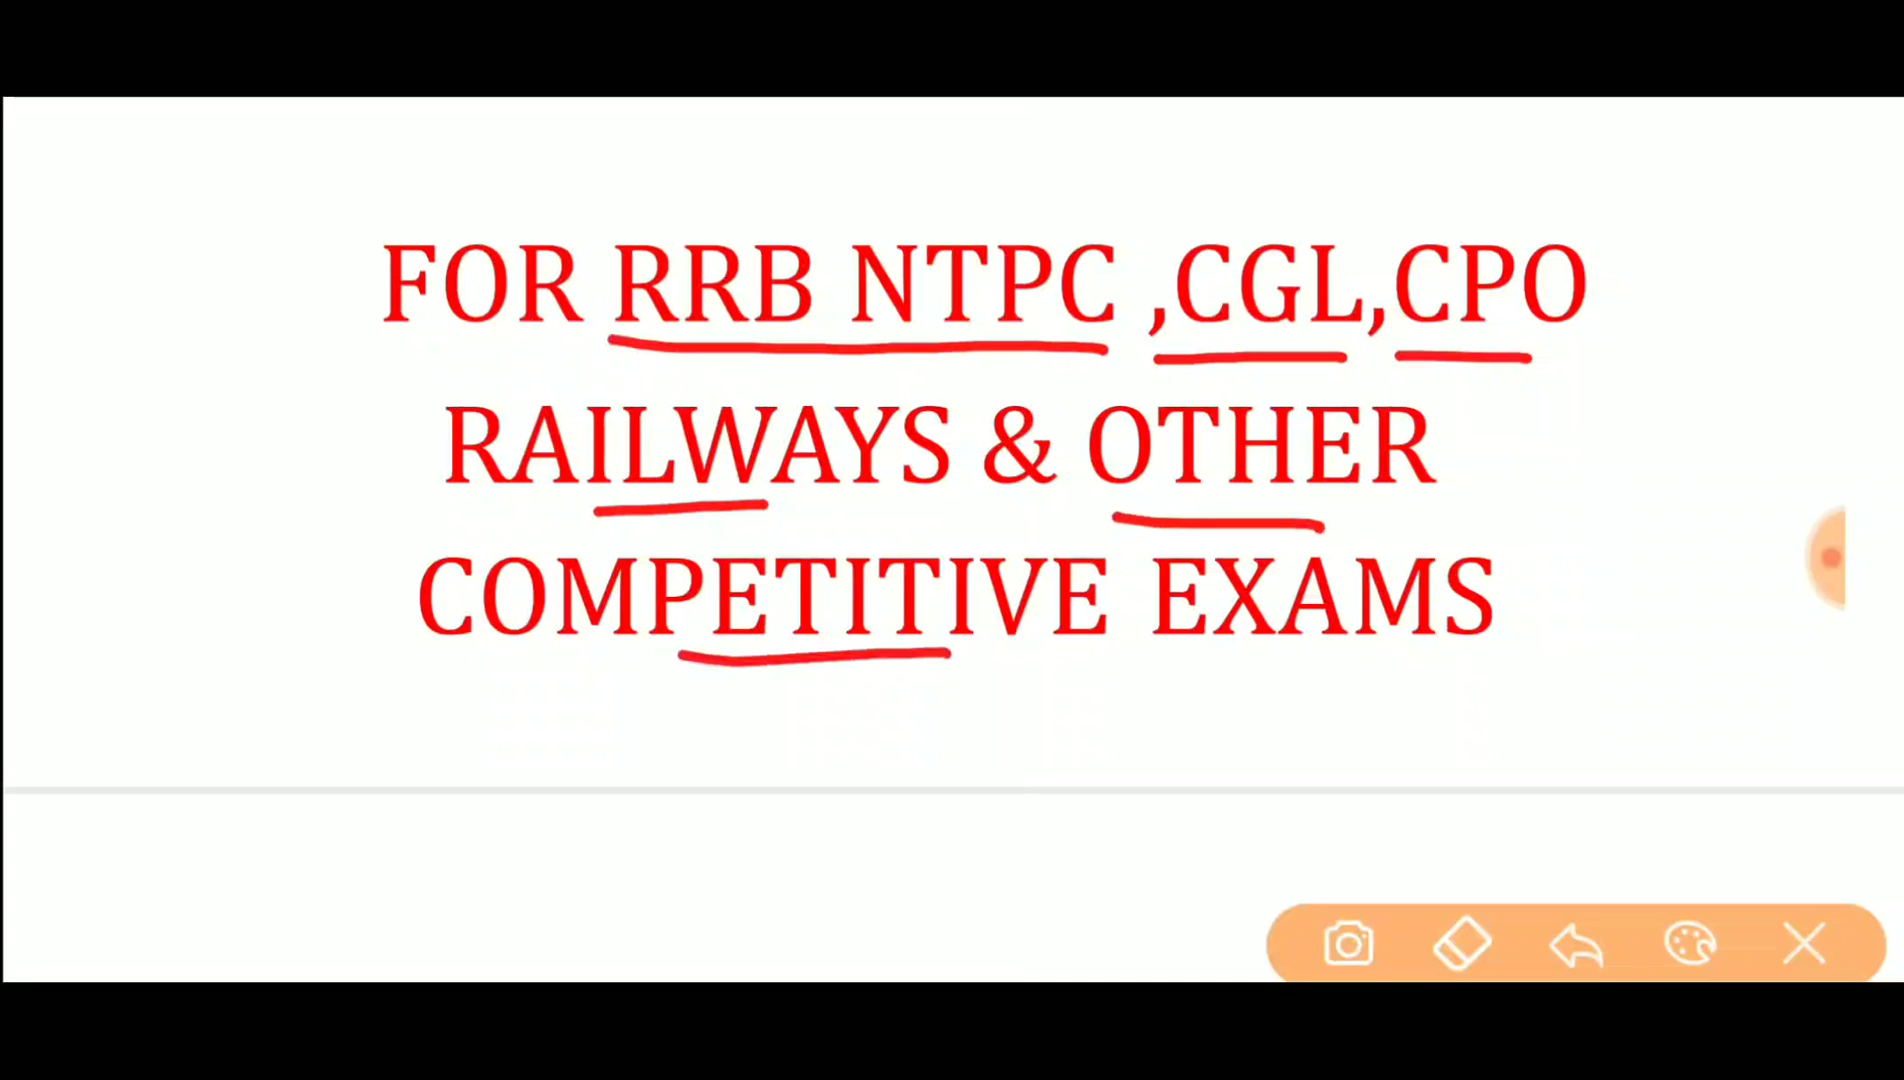 FOR RRB NTPC ,CGL,CPO
RAILWAYS & OTHER
COMPETITIVE EXAMS